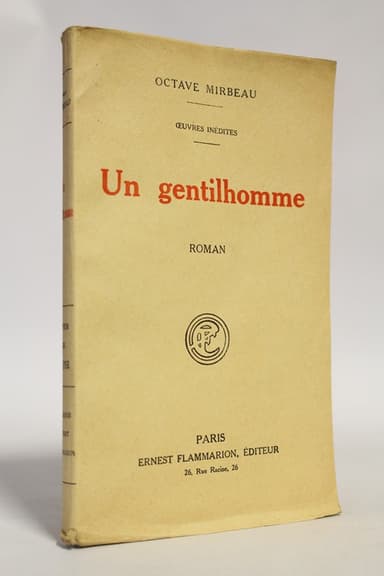 OCTAVE MIRBEAU
ŒUVRES INÉDITES
Un gentilhomme
ROMAN
PARIS
ERNEST FLAMMARION, ÉDITEUR
26, Rue Racine, 26